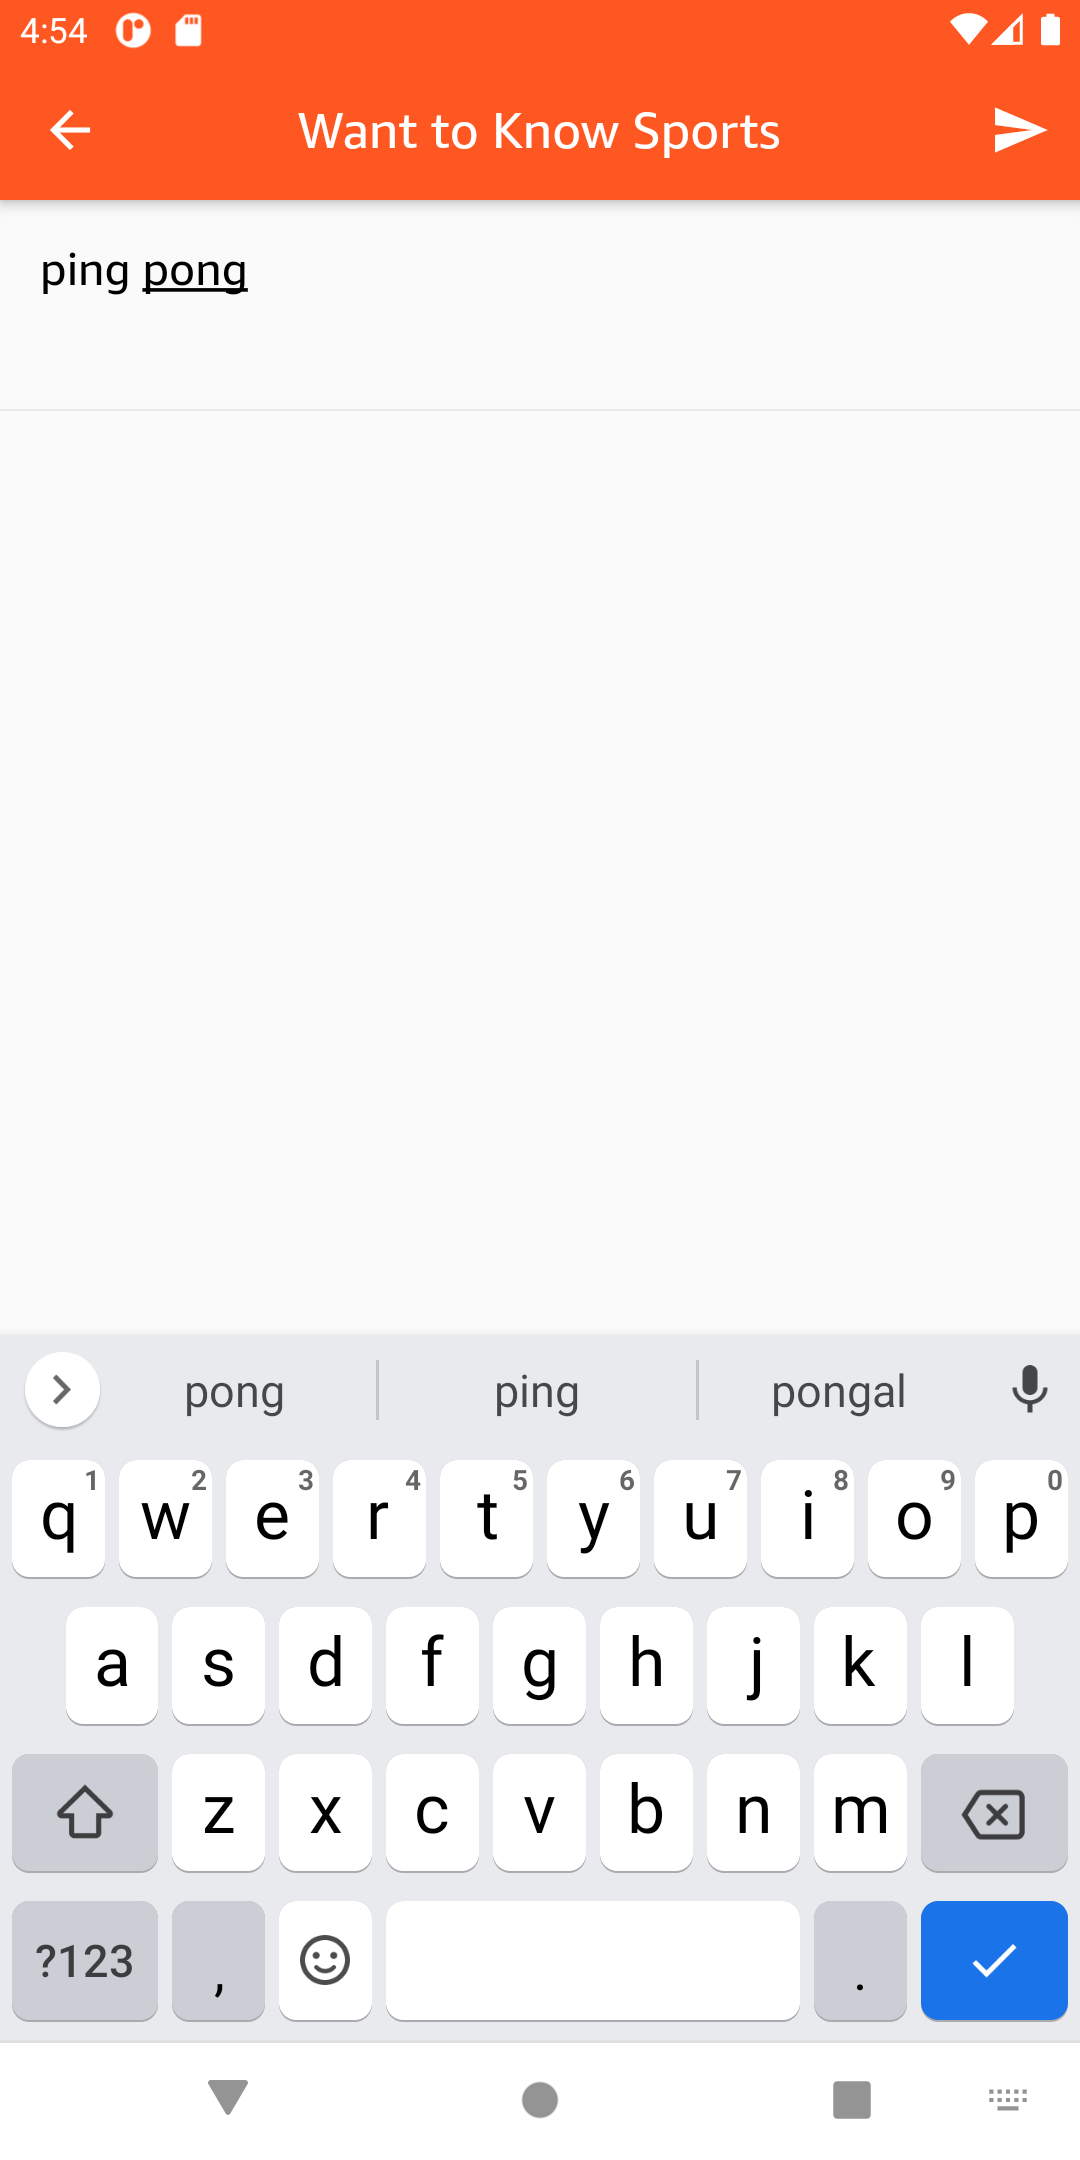 4:54
Want to Know Sports
ping pong
pong ping pongal
q 1 w 2 e 3 r 4 t 5 y 6 u 7 i 8 o 9 p 0
a s d f g h j k l
z x c v b n m
?123 , .